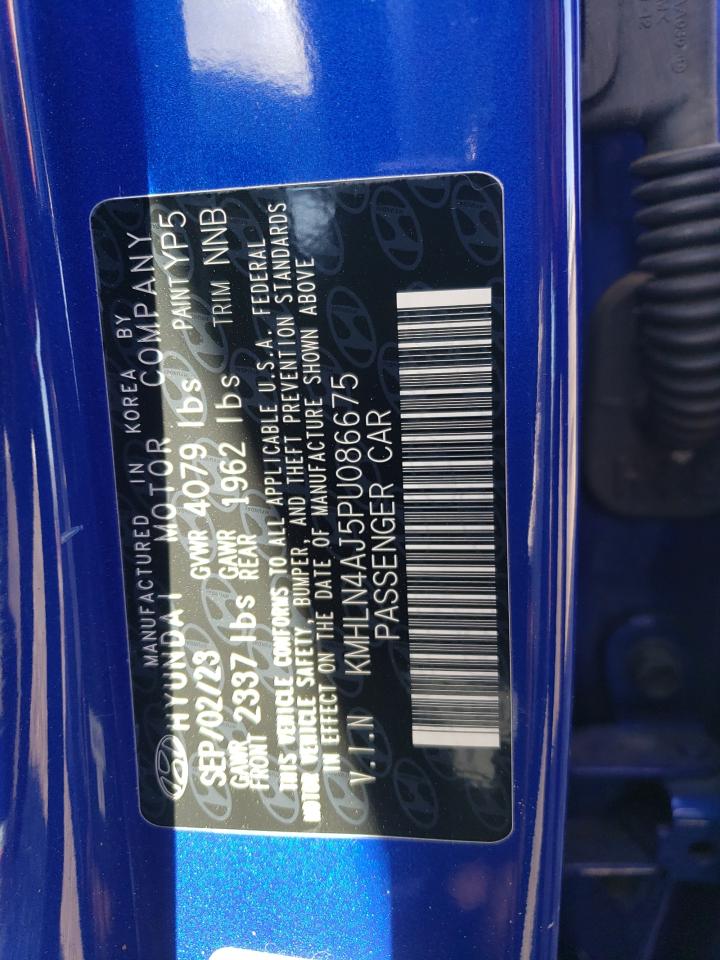 MANUFACTURED IN KOREA BY
HYUNDAI MOTOR COMPANY
SEP/02/23 GVWR 4079 lbs PAINT YP5
GAWR FRONT 2337 lbs GAWR REAR 1962 lbs TRIM NNB
THIS VEHICLE CONFORMS TO ALL APPLICABLE U.S.A. FEDERAL
MOTOR VEHICLE SAFETY, BUMPER, AND THEFT PREVENTION STANDARDS
IN EFFECT ON THE DATE OF MANUFACTURE SHOWN ABOVE
V.I.N KMHLN4AJ5PU086675
PASSENGER CAR